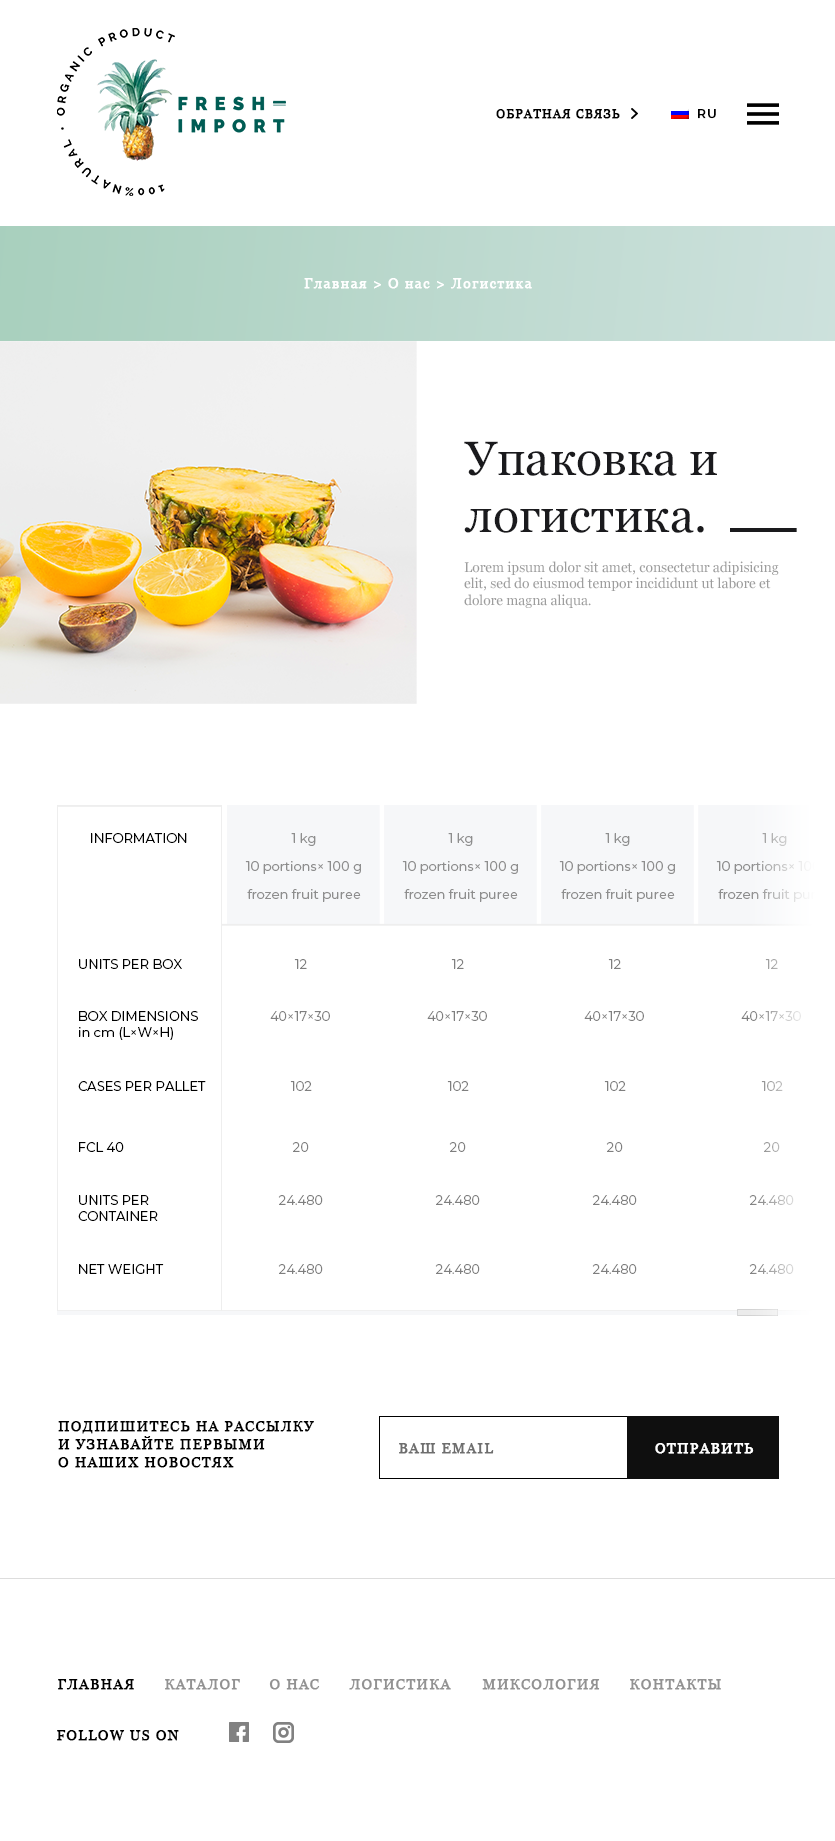 ORGANIC PRODUCT
· 100%NATURAL ·
FRESH–
IMPORT
ОБРАТНАЯ СВЯЗЬ
RU
Главная > О нас > Логистика
Упаковка и
логистика.
Lorem ipsum dolor sit amet, consectetur adipisicing
elit, sed do eiusmod tempor incididunt ut labore et
dolore magna aliqua.
INFORMATION 1 kg 1 kg 1 kg 1 kg
10 portions× 100 g 10 portions× 100 g 10 portions× 100 g 10 portions× 10
frozen fruit puree frozen fruit puree frozen fruit puree frozen fruit pu
UNITS PER BOX 12 12 12 12
BOX DIMENSIONS 40×17×30 40×17×30 40×17×30 40×17×30
in cm (L×W×H)
CASES PER PALLET 102 102 102 102
FCL 40 20 20 20 20
UNITS PER 24.480 24.480 24.480 24.480
CONTAINER
NET WEIGHT 24.480 24.480 24.480 24.480
ПОДПИШИТЕСЬ НА РАССЫЛКУ
И УЗНАВАЙТЕ ПЕРВЫМИ
О НАШИХ НОВОСТЯХ
ВАШ EMAIL
ОТПРАВИТЬ
ГЛАВНАЯ КАТАЛОГ О НАС ЛОГИСТИКА МИКСОЛОГИЯ КОНТАКТЫ
FOLLOW US ON